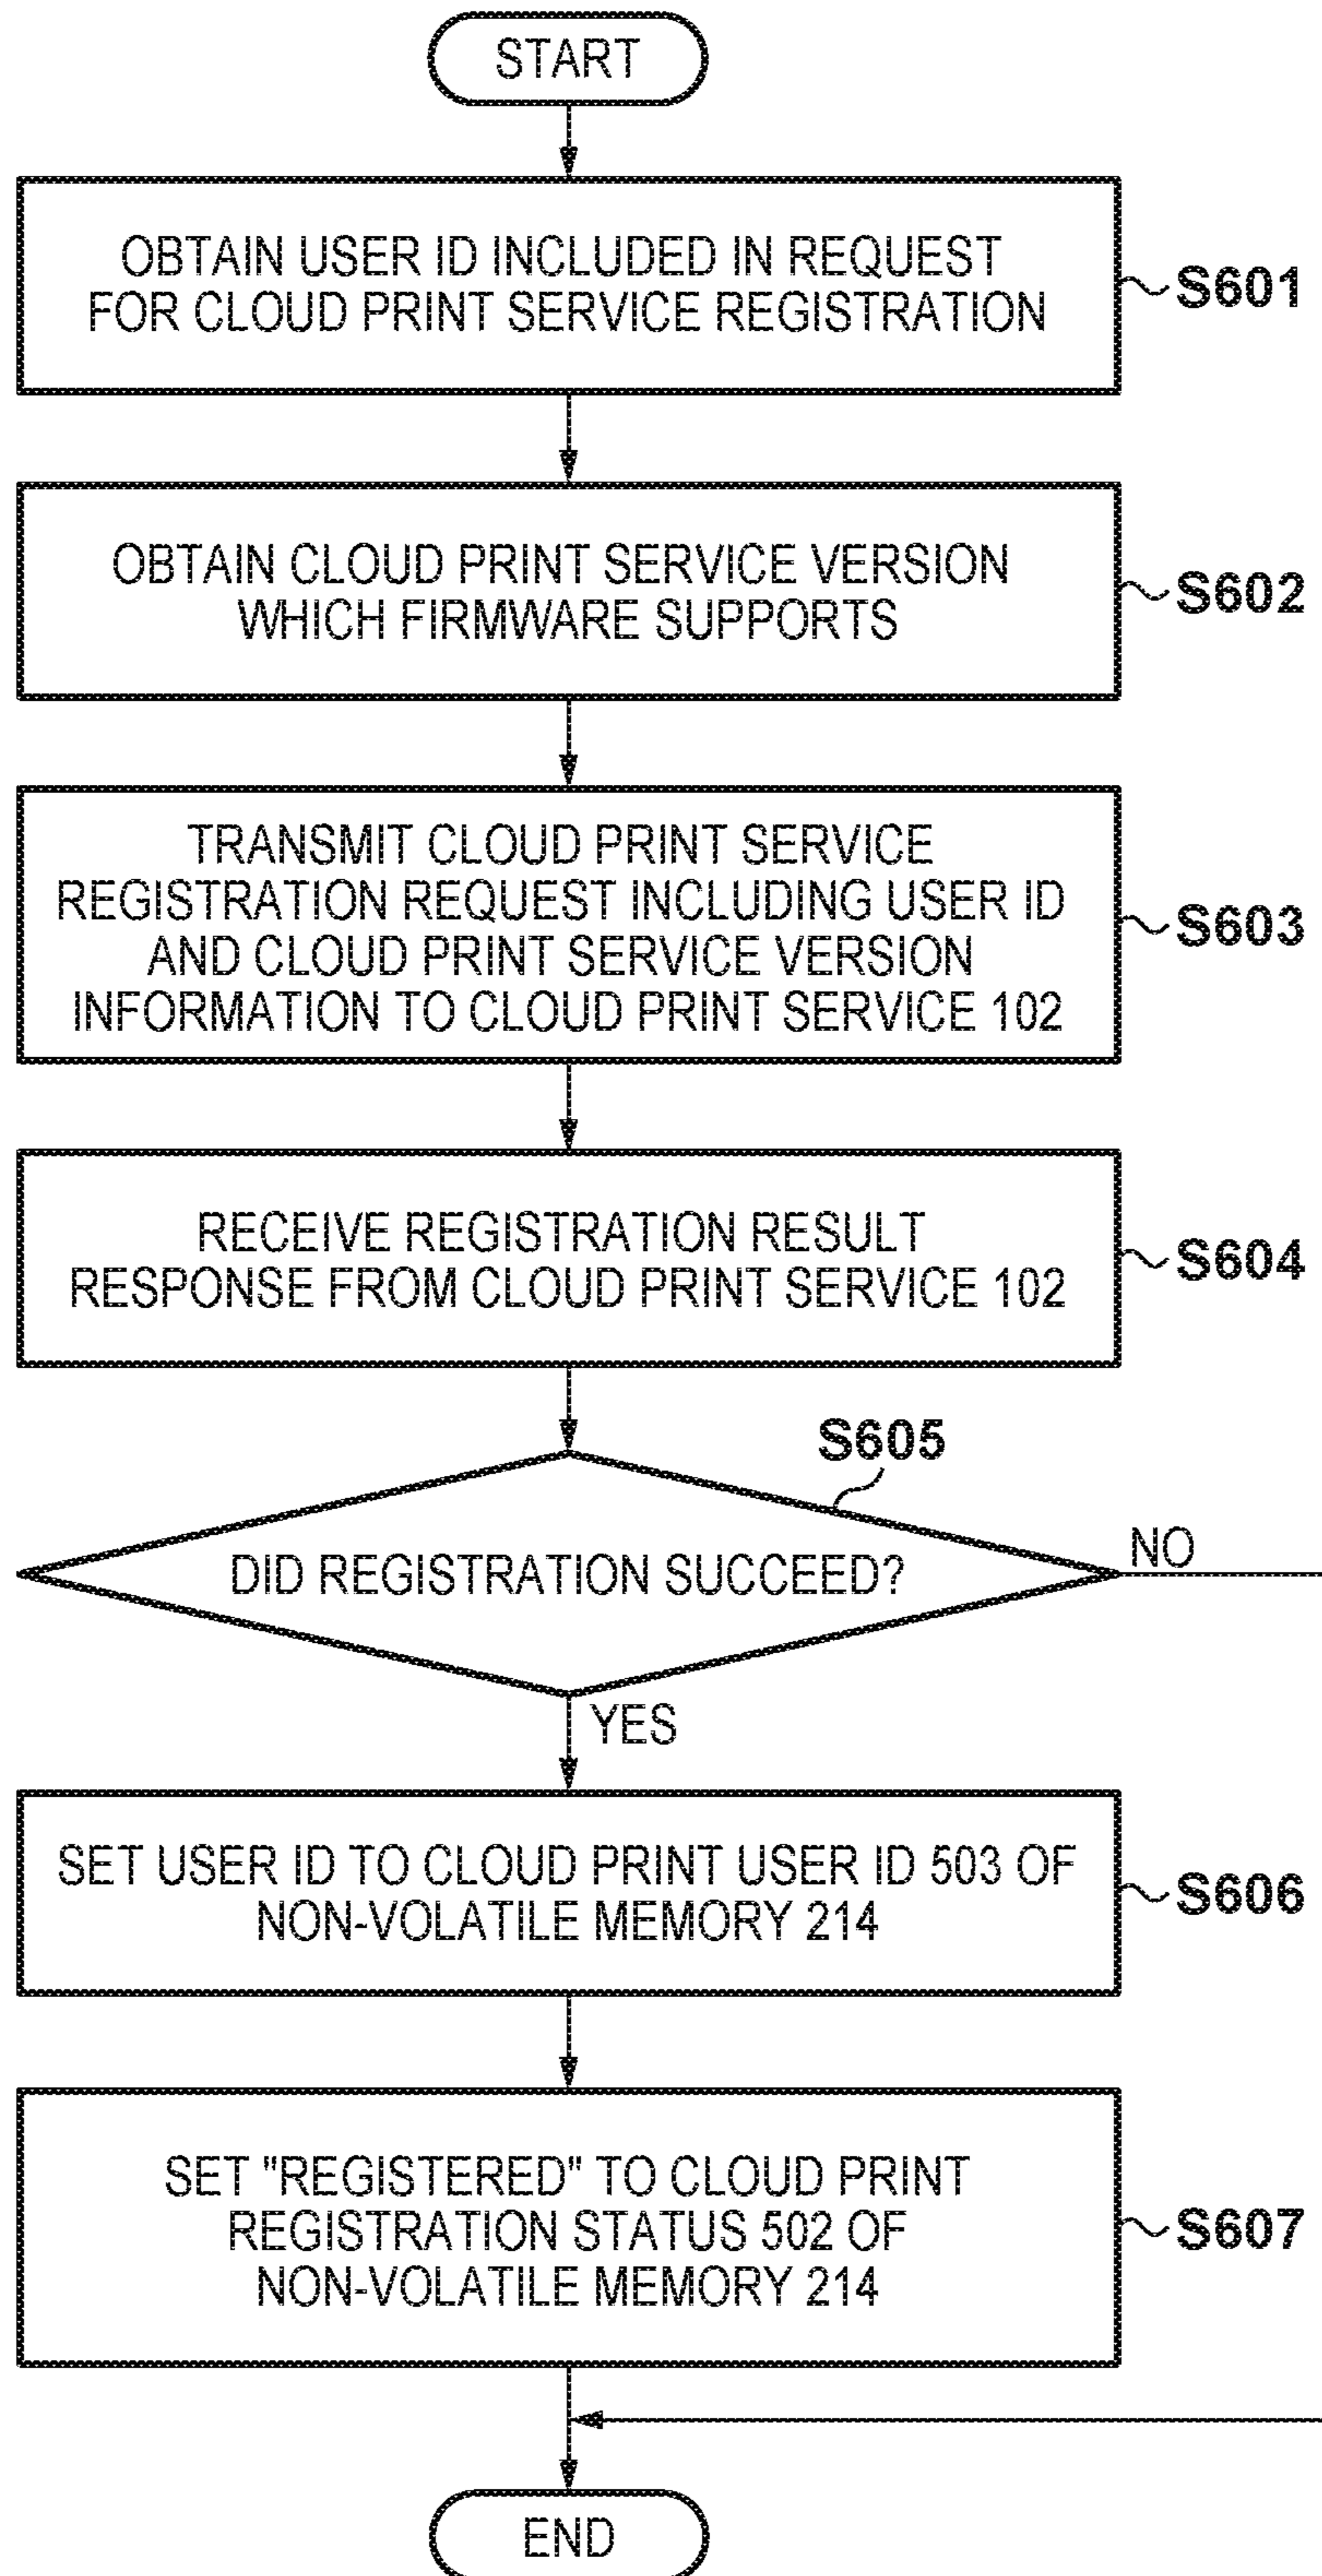 START
OBTAIN USER ID INCLUDED IN REQUEST
FOR CLOUD PRINT SERVICE REGISTRATION
S601
OBTAIN CLOUD PRINT SERVICE VERSION
WHICH FIRMWARE SUPPORTS
S602
TRANSMIT CLOUD PRINT SERVICE
REGISTRATION REQUEST INCLUDING USER ID
AND CLOUD PRINT SERVICE VERSION
INFORMATION TO CLOUD PRINT SERVICE 102
S603
RECEIVE REGISTRATION RESULT
RESPONSE FROM CLOUD PRINT SERVICE 102
S604
S605
DID REGISTRATION SUCCEED?
NO
YES
SET USER ID TO CLOUD PRINT USER ID 503 OF
NON-VOLATILE MEMORY 214
S606
SET "REGISTERED" TO CLOUD PRINT
REGISTRATION STATUS 502 OF
NON-VOLATILE MEMORY 214
S607
END